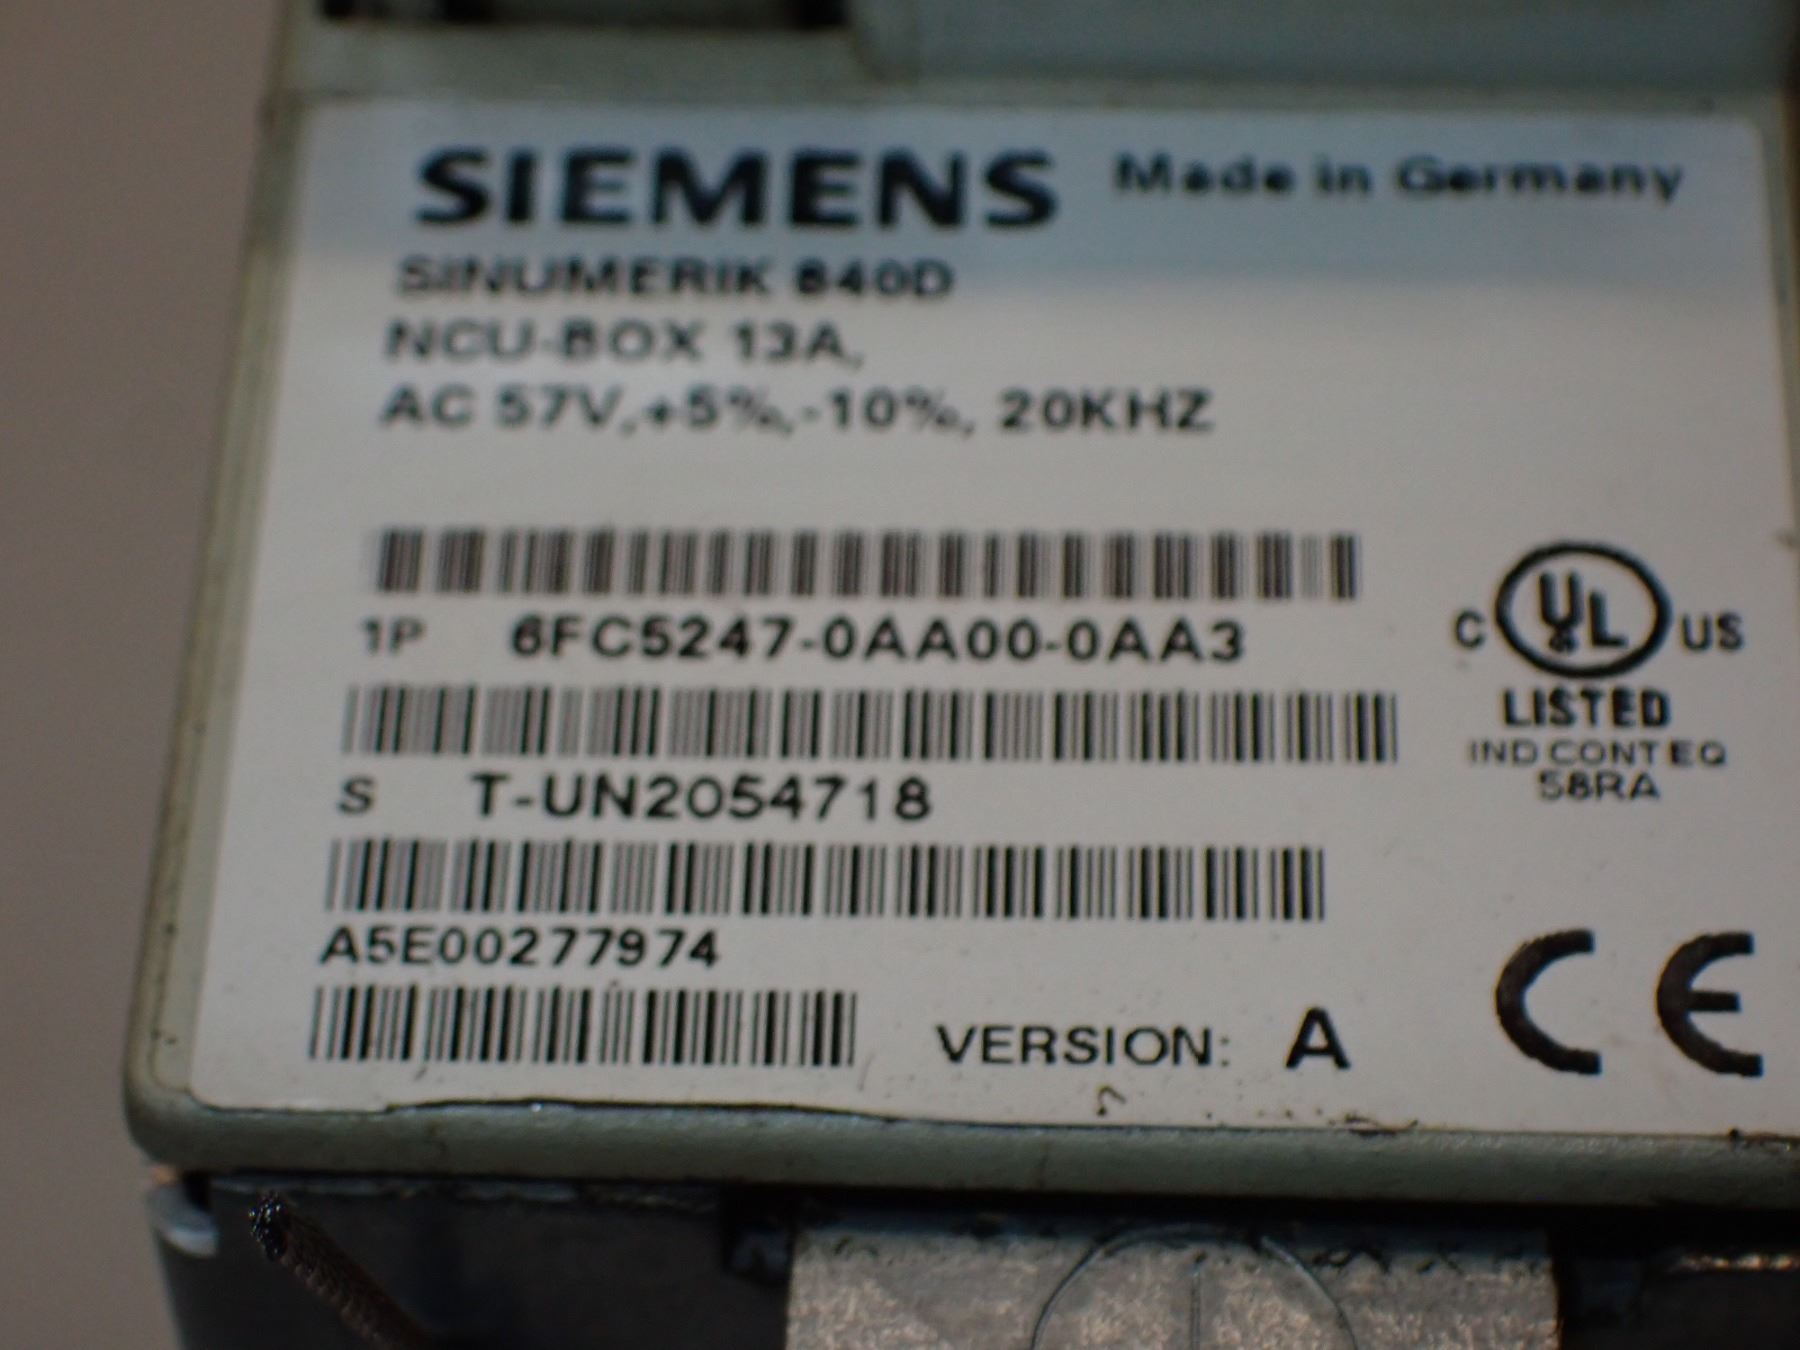 SIEMENS Made in Germany
SINUMERIK 840D
NCU-BOX 13A,
AC 57V,+5%,-10%, 20KHZ
1P 6FC5247-0AA00-0AA3
C UL US
LISTED
IND CONT EQ
58RA
S T-UN2054718
A5E00277974
VERSION: A
CE